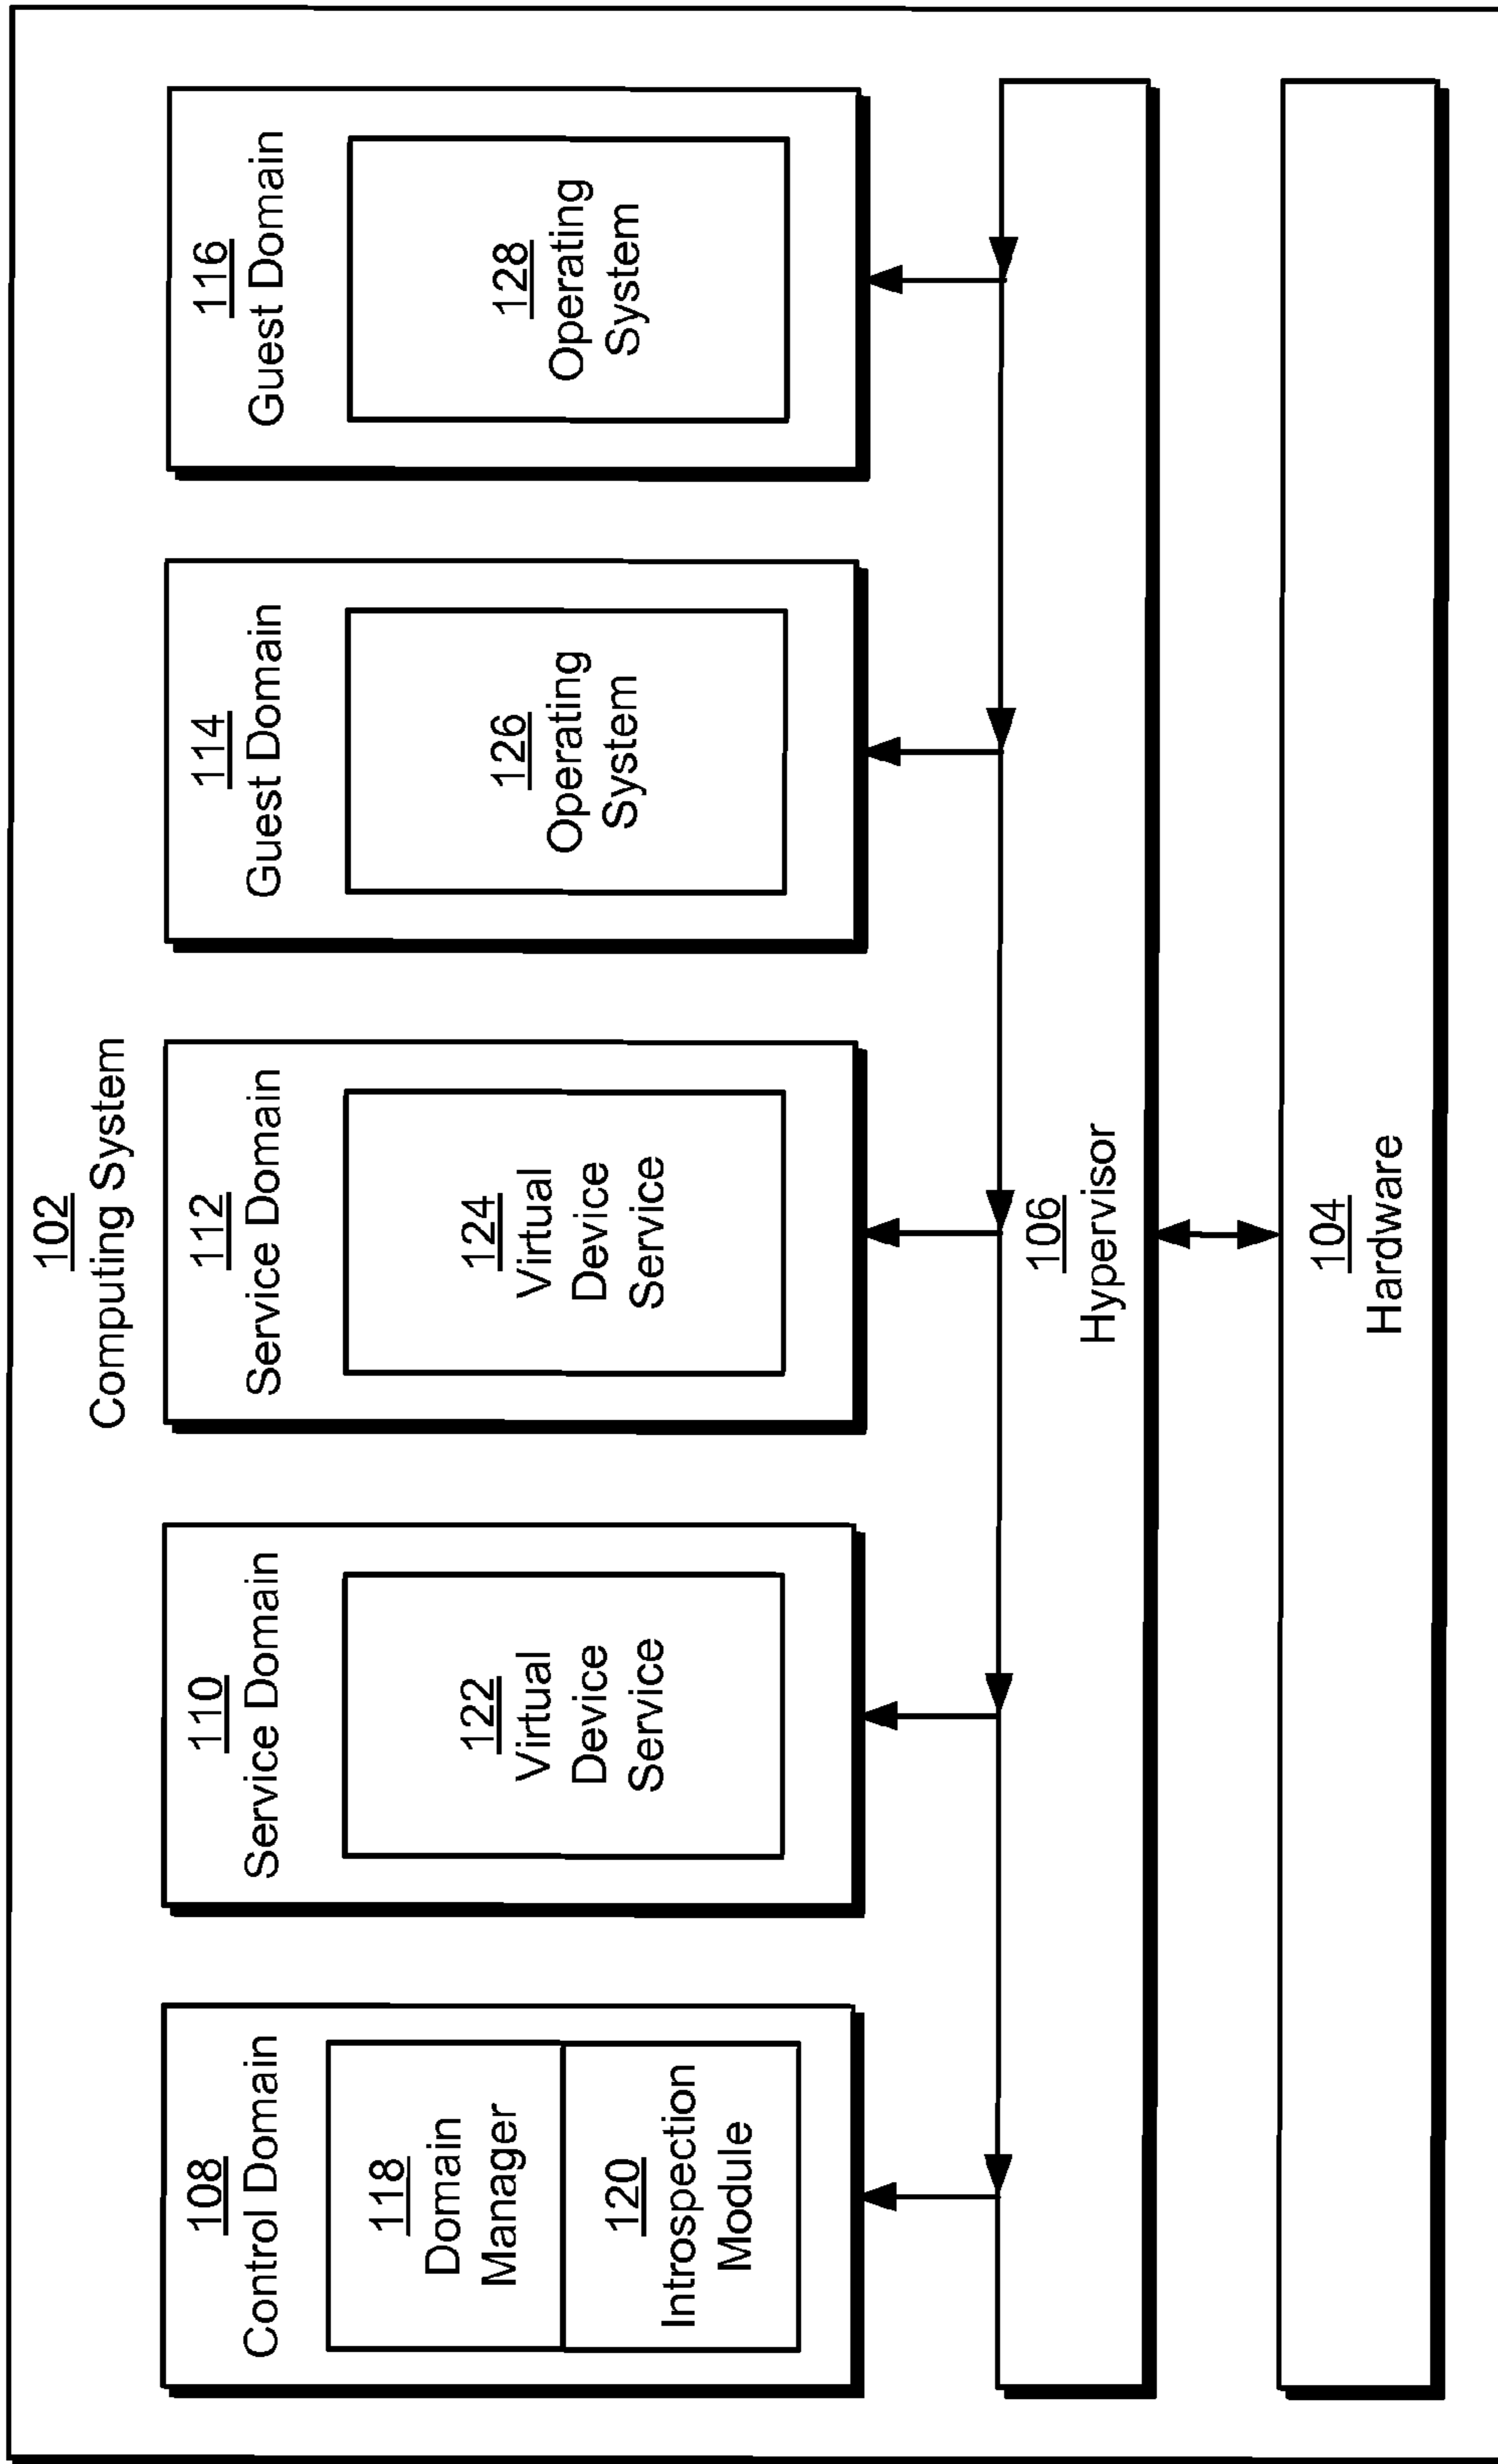 102
Computing System
108
Control Domain
118
Domain
Manager
120
Introspection
Module
110
Service Domain
122
Virtual
Device
Service
112
Service Domain
124
Virtual
Device
Service
114
Guest Domain
126
Operating
System
116
Guest Domain
128
Operating
System
106
Hypervisor
104
Hardware